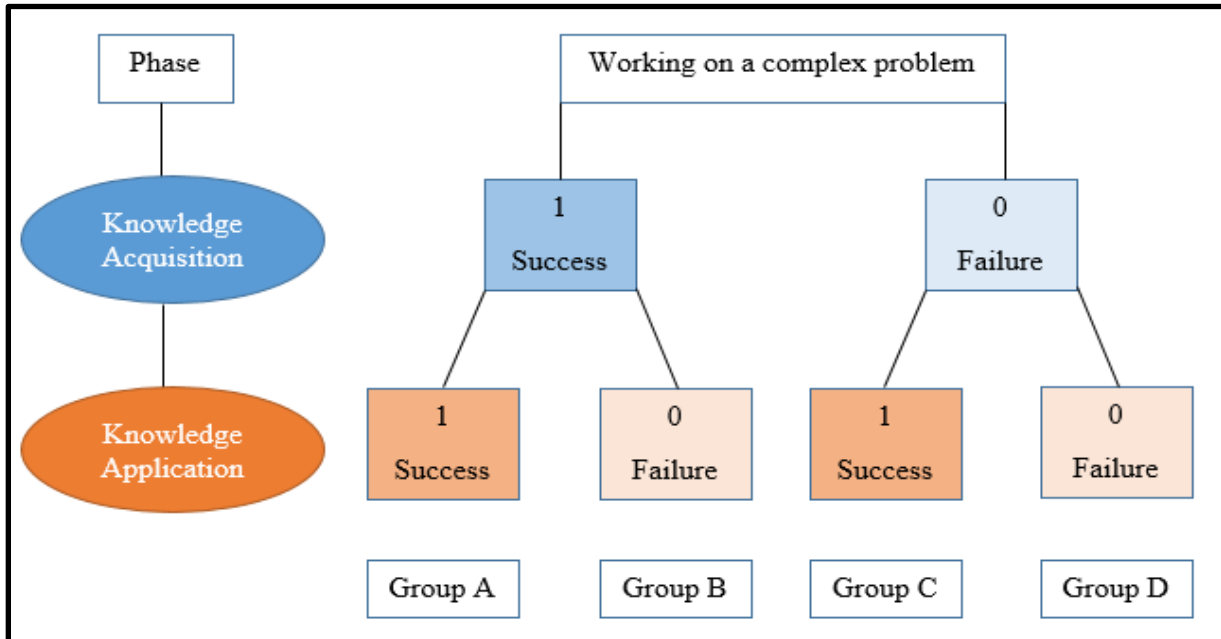 Phase
Working on a complex problem
Knowledge
Acquisition
1
Success
0
Failure
Knowledge
Application
1
Success
0
Failure
1
Success
0
Failure
Group A
Group B
Group C
Group D